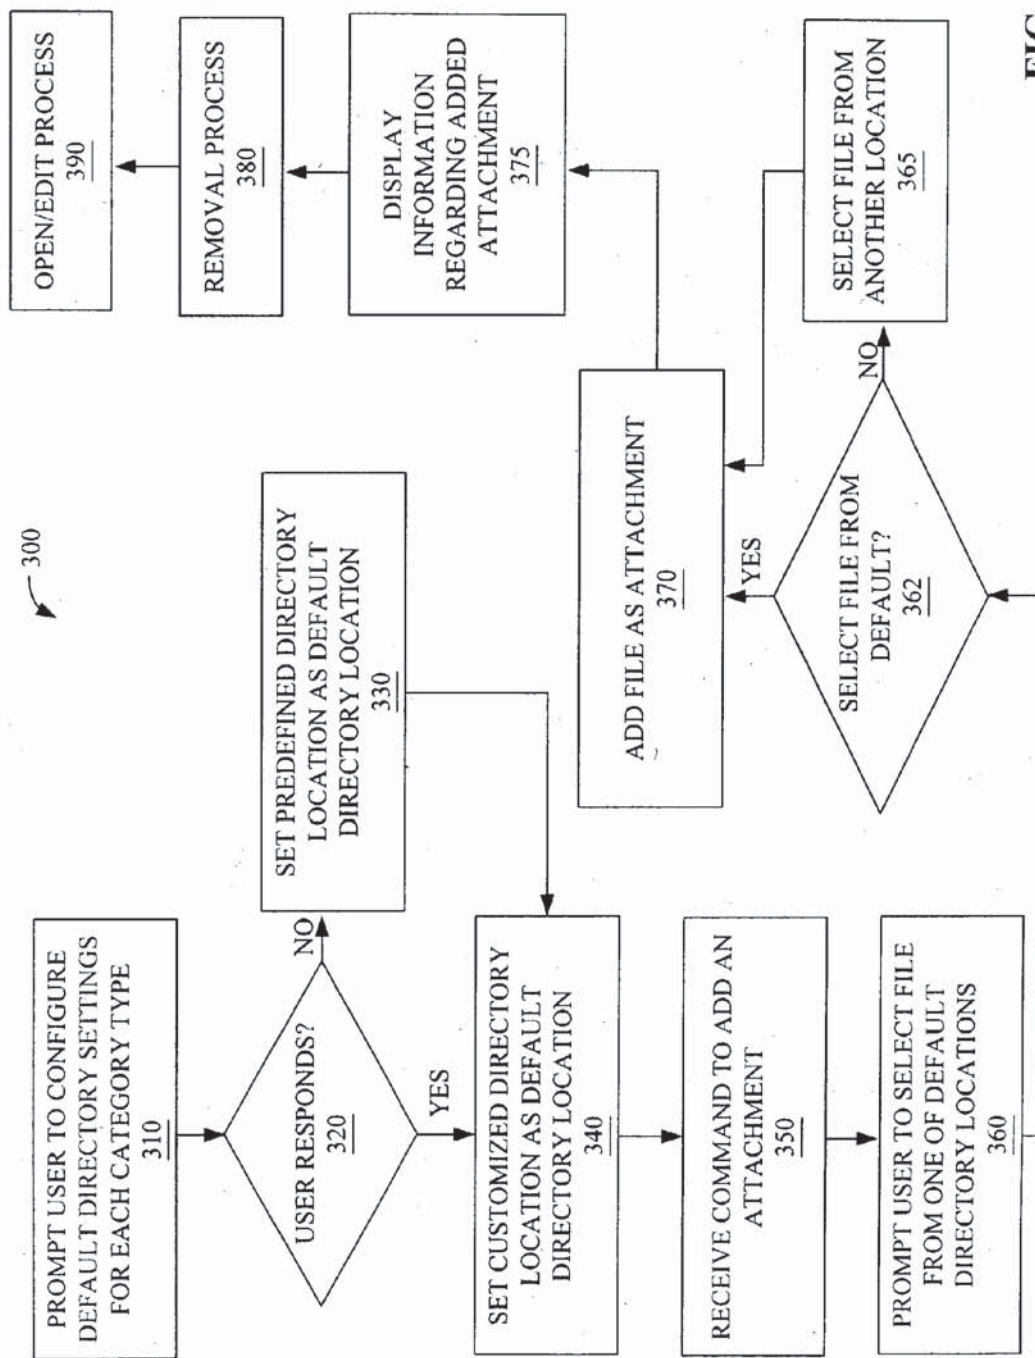 300
PROMPT USER TO CONFIGURE
DEFAULT DIRECTORY SETTINGS
FOR EACH CATEGORY TYPE
310
USER RESPONDS?
320
NO
YES
SET PREDEFINED DIRECTORY
LOCATION AS DEFAULT
DIRECTORY LOCATION
330
SET CUSTOMIZED DIRECTORY
LOCATION AS DEFAULT
DIRECTORY LOCATION
340
RECEIVE COMMAND TO ADD AN
ATTACHMENT
350
PROMPT USER TO SELECT FILE
FROM ONE OF DEFAULT
DIRECTORY LOCATIONS
360
SELECT FILE FROM
DEFAULT?
362
YES
NO
SELECT FILE FROM
ANOTHER LOCATION
365
ADD FILE AS ATTACHMENT
370
DISPLAY
INFORMATION
REGARDING ADDED
ATTACHMENT
375
REMOVAL PROCESS
380
OPEN/EDIT PROCESS
390
FIG